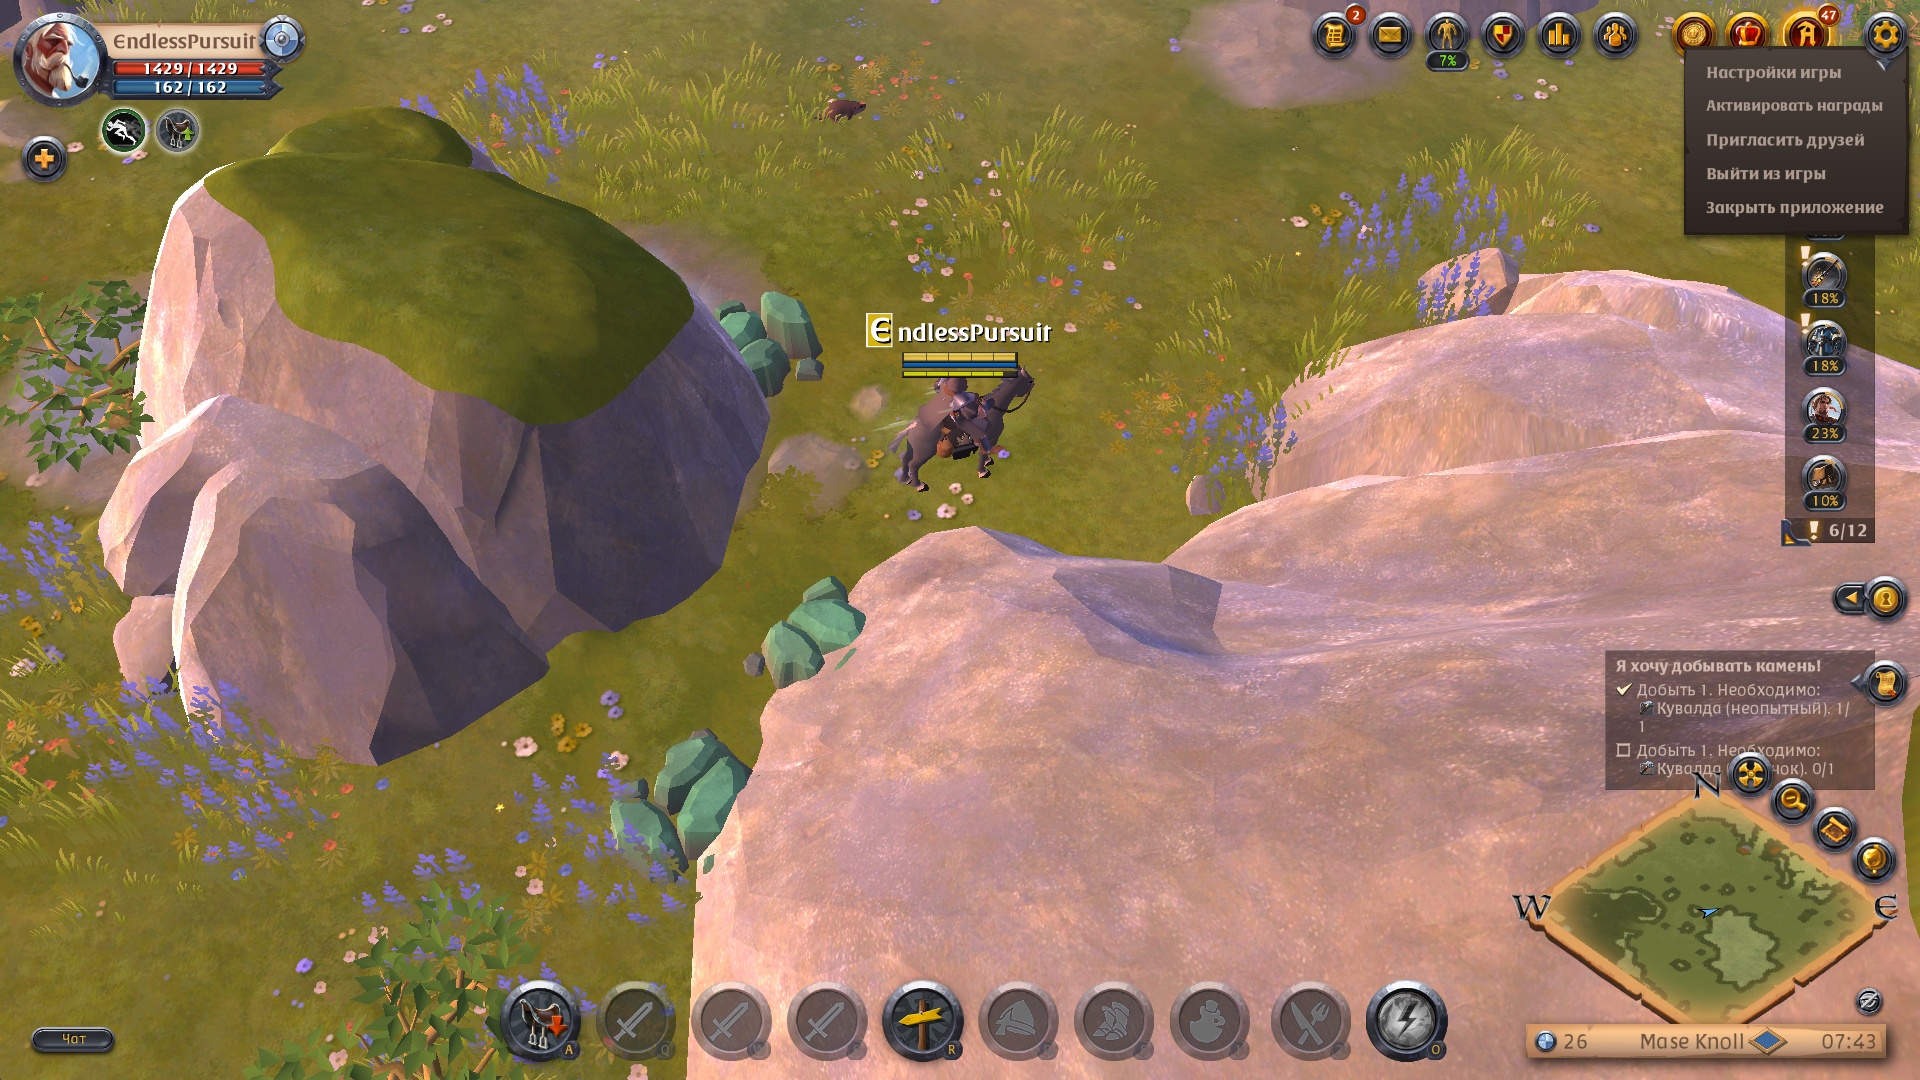 EndlessPursuit
1429 / 1429
162 / 162
2
7%
47
Настройки игры
Активировать награды
Пригласить друзей
Выйти из игры
Закрыть приложение
18%
18%
23%
10%
6/12
EndlessPursuit
Я хочу добывать камень!
Добыть 1. Необходимо:
Кувалда (неопытный). 1/
1
Добыть 1. Необходимо:
Кувалда чок). 0/1
N
W
E
Чат
A
Q
W
R
O
26 Mase Knoll 07:43